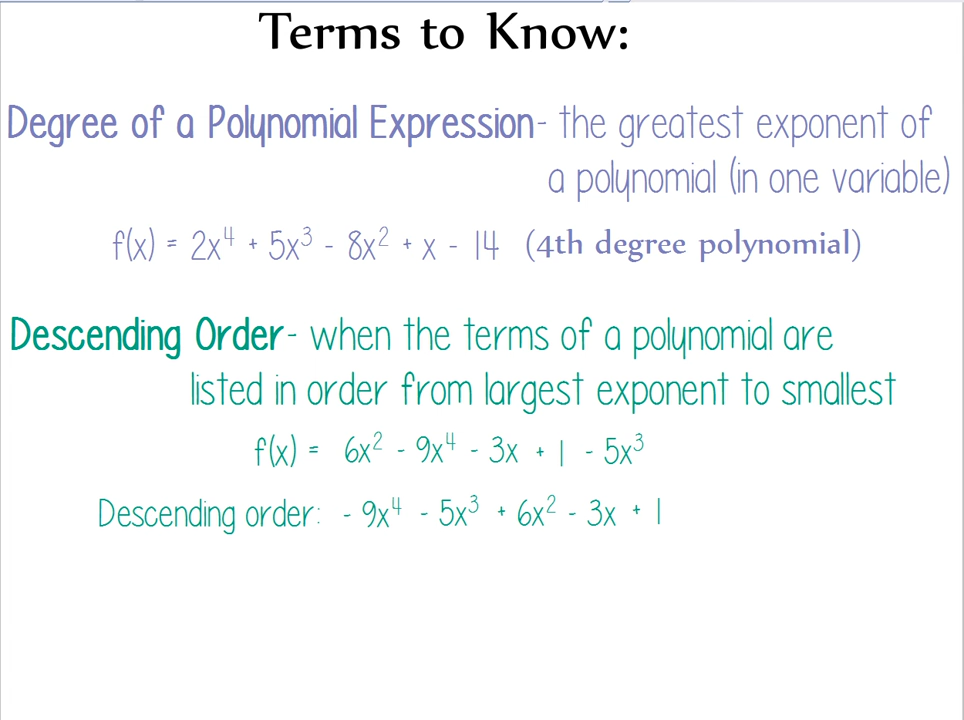 Terms to Know:
Degree of a Polynomial Expression- the greatest exponent of
a polynomial (in one variable)
f(x) = 2x⁴ + 5x³ - 8x² + x - 14 (4th degree polynomial)
Descending Order- when the terms of a polynomial are
listed in order from largest exponent to smallest
f(x) = 6x² - 9x⁴ - 3x + 1 - 5x³
Descending order: - 9x⁴ - 5x³ + 6x² - 3x + 1